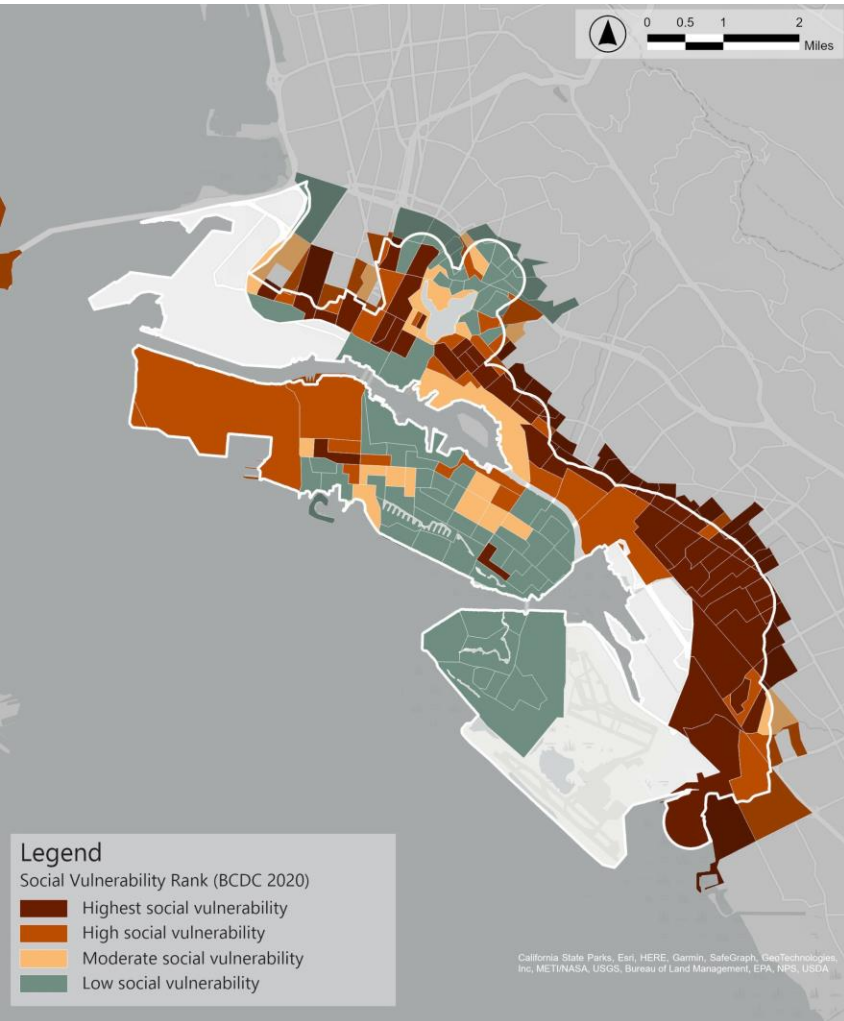 0 0.5 1 2
Miles
Legend
Social Vulnerability Rank (BCDC 2020)
Highest social vulnerability
High social vulnerability
Moderate social vulnerability
Low social vulnerability
California State Parks, Esri, HERE, Garmin, SafeGraph, GeoTechnologies,
Inc, METI/NASA, USGS, Bureau of Land Management, EPA, NPS, USDA